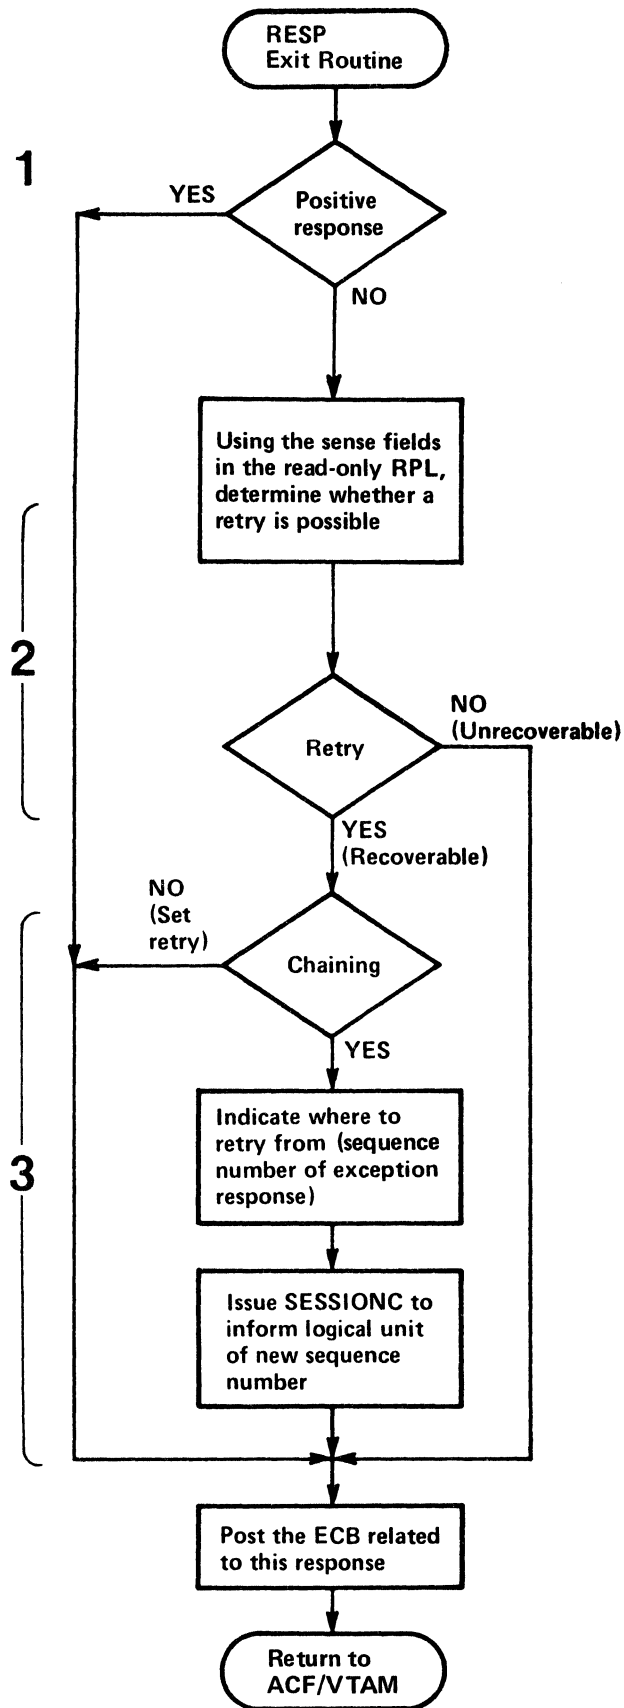 RESP
Exit Routine
1
YES
Positive
response
NO
Using the sense fields
in the read-only RPL,
determine whether a
retry is possible
2
NO
(Unrecoverable)
Retry
YES
(Recoverable)
NO
(Set
retry)
Chaining
YES
3
Indicate where to
retry from (sequence
number of exception
response)
Issue SESSIONC to
inform logical unit
of new sequence
number
Post the ECB related
to this response
Return to
ACF/VTAM